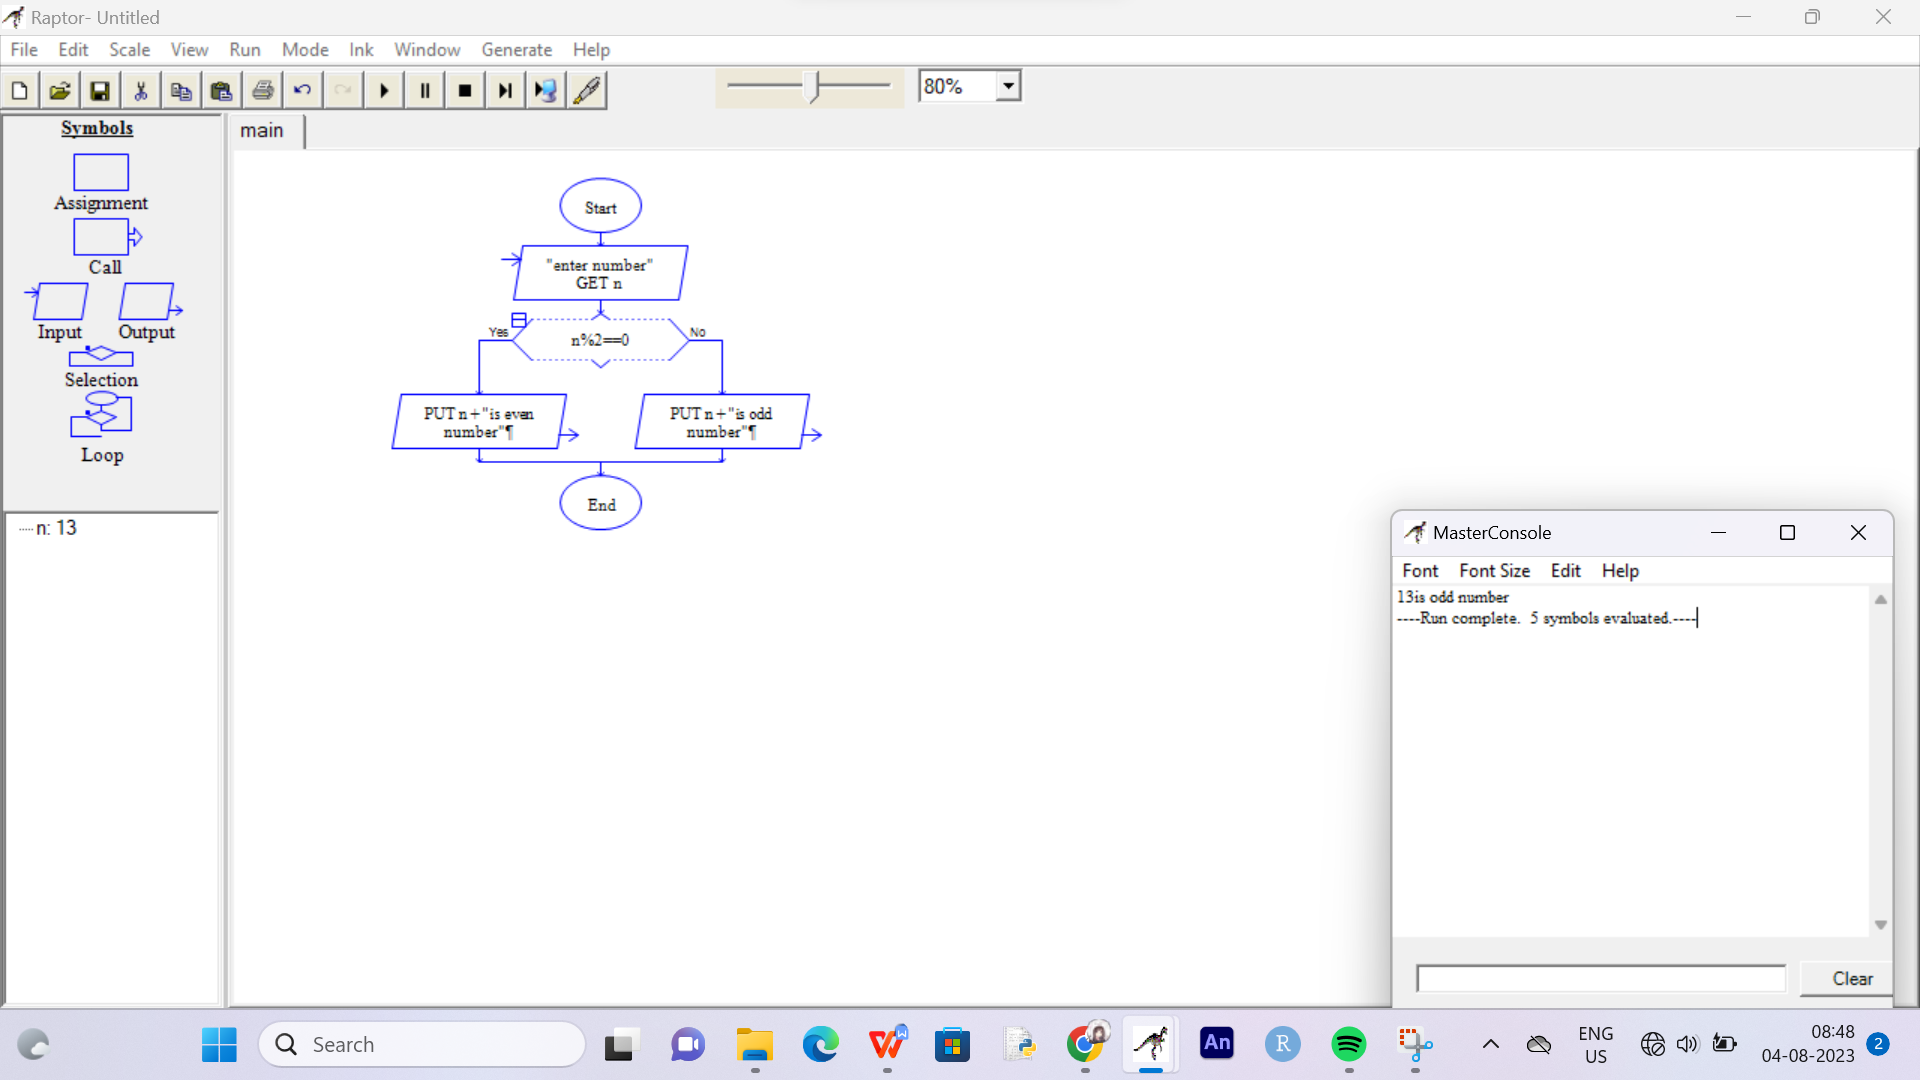 Raptor- Untitled
File Edit Scale View Run Mode Ink Window Generate Help
80%
Symbols
Assignment
Call
Input Output
Selection
Loop
n: 13
main
Start
"enter number"
GET n
Yes
n%2==0
No
PUT n+"is even
number"¶
PUT n+"is odd
number"¶
End
MasterConsole
Font Font Size Edit Help
13is odd number
----Run complete.  5 symbols evaluated.----
Clear
Search
W
An
R
ENG
US
08:48
04-08-2023
2